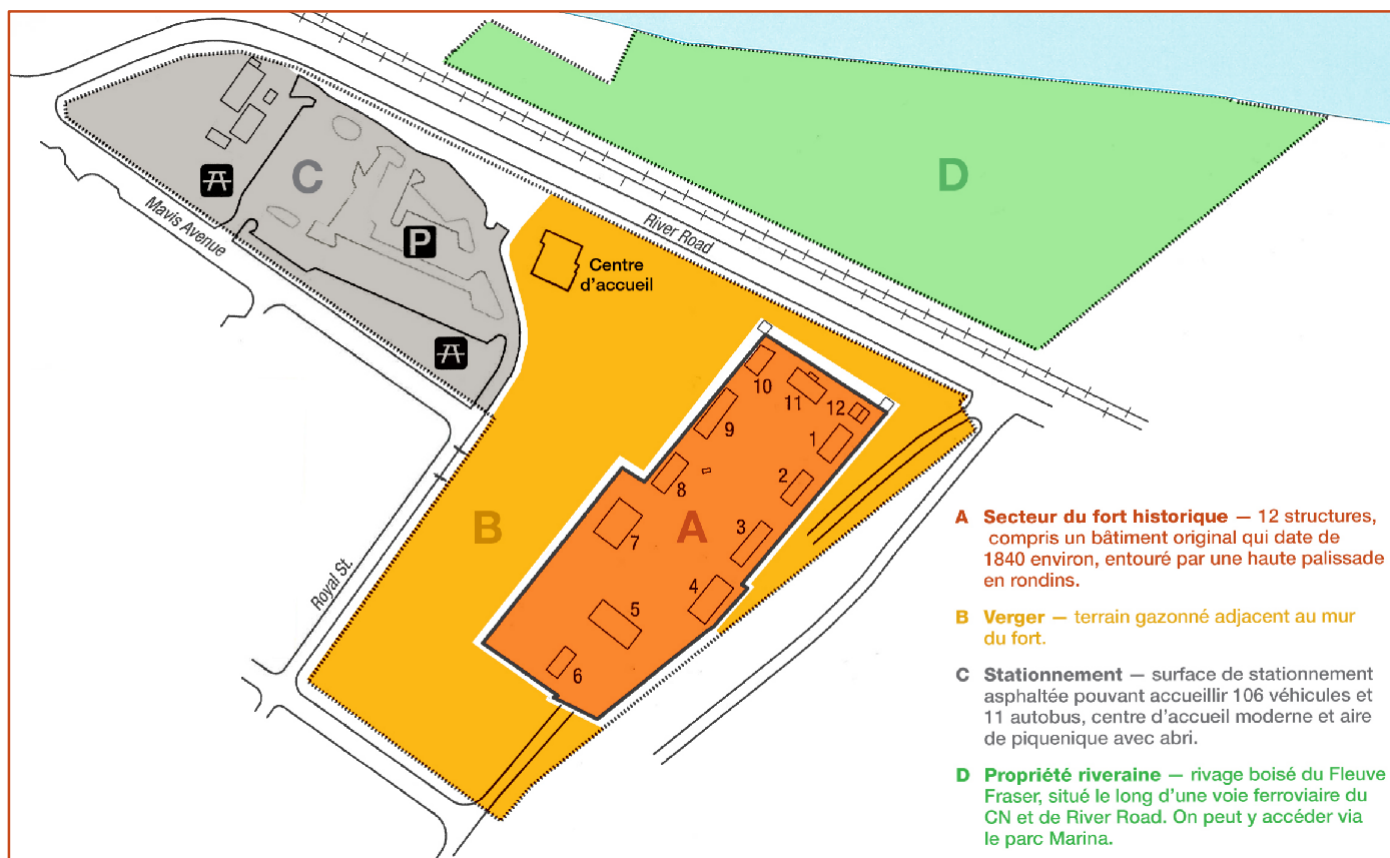 D
C
Mavis Avenue
P
River Road
Centre
d’accueil
10
11
12
9
1
8
2
B
A
7
3
4
5
6
Royal St.
A Secteur du fort historique — 12 structures,
compris un bâtiment original qui date de
1840 environ, entouré par une haute palissade
en rondins.
B Verger — terrain gazonné adjacent au mur
du fort.
C Stationnement — surface de stationnement
asphaltée pouvant accueillir 106 véhicules et
11 autobus, centre d’accueil moderne et aire
de piquenique avec abri.
D Propriété riveraine — rivage boisé du Fleuve
Fraser, situé le long d’une voie ferroviaire du
CN et de River Road. On peut y accéder via
le parc Marina.